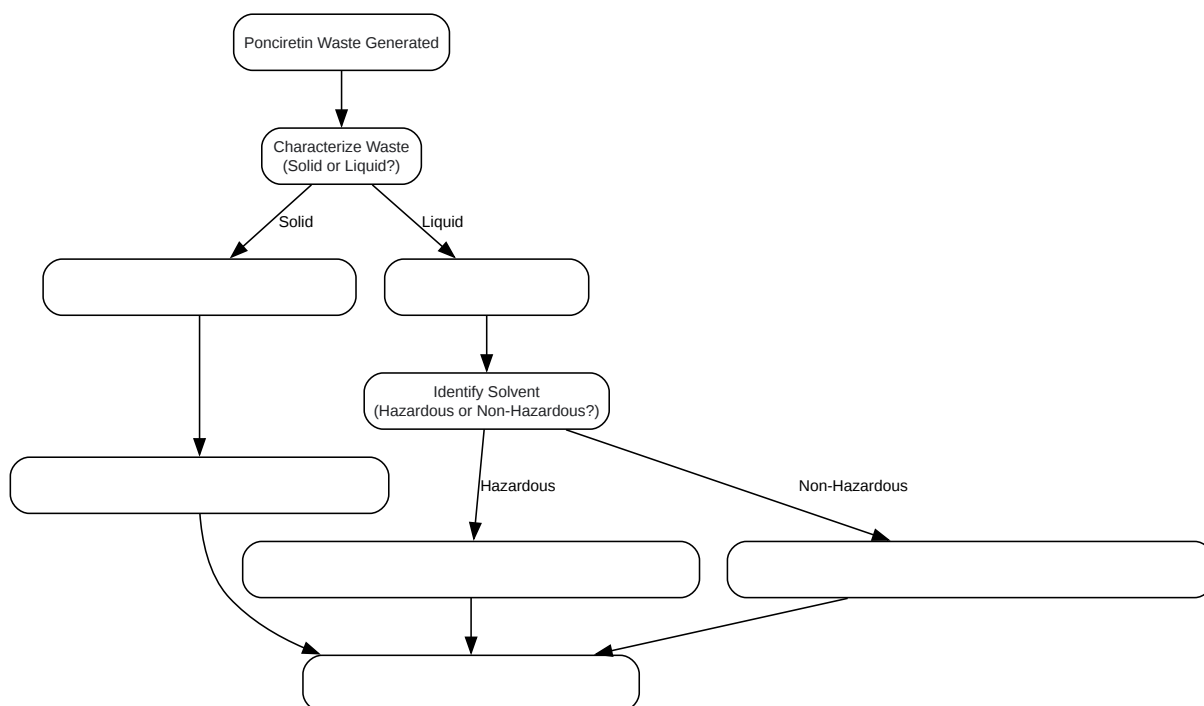 Ponciretin Waste Generated
Characterize Waste
(Solid or Liquid?)
Solid
Liquid
Identify Solvent
(Hazardous or Non-Hazardous?)
Hazardous
Non-Hazardous